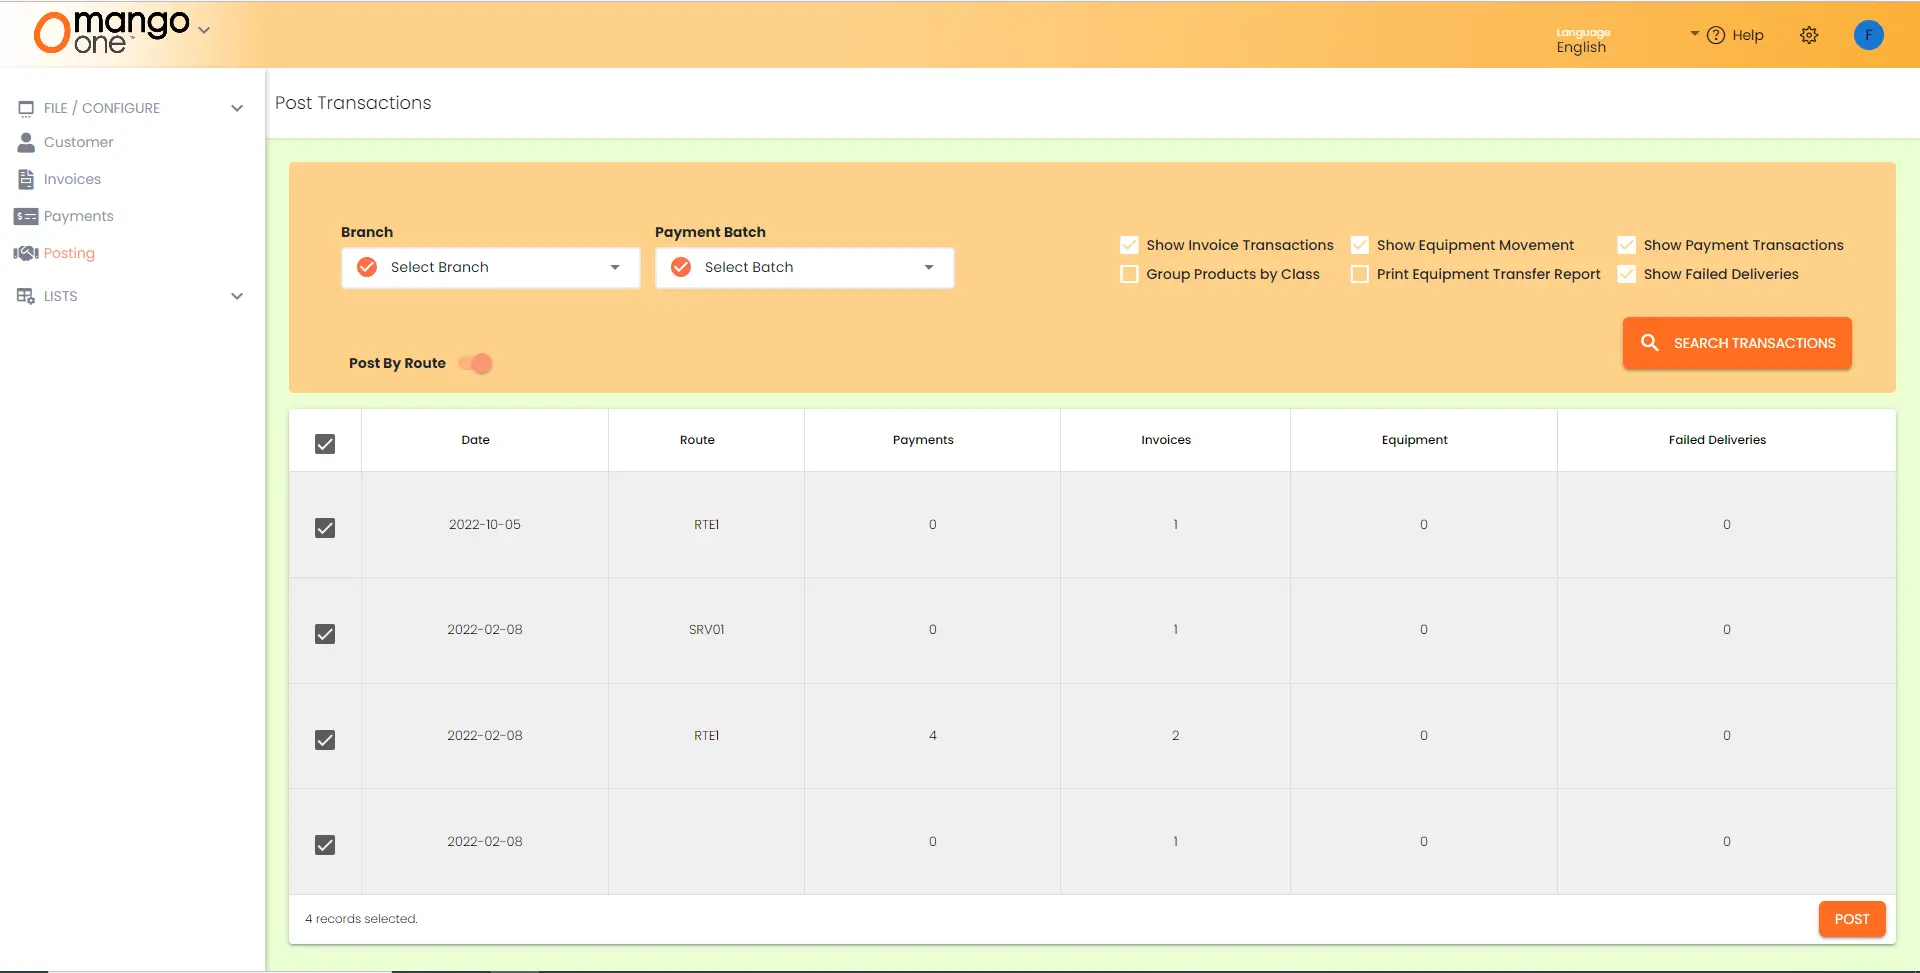 mango
one
Language
English
Help
F
FILE / CONFIGURE
Customer
Invoices
Payments
Posting
LISTS
Post Transactions
Branch
Select Branch
Payment Batch
Select Batch
Show Invoice Transactions
Show Equipment Movement
Show Payment Transactions
Group Products by Class
Print Equipment Transfer Report
Show Failed Deliveries
Post By Route
SEARCH TRANSACTIONS
Date Route Payments Invoices Equipment Failed Deliveries
2022-10-05 RTE1 0 1 0 0
2022-02-08 SRV01 0 1 0 0
2022-02-08 RTE1 4 2 0 0
2022-02-08 0 1 0 0
4 records selected.
POST